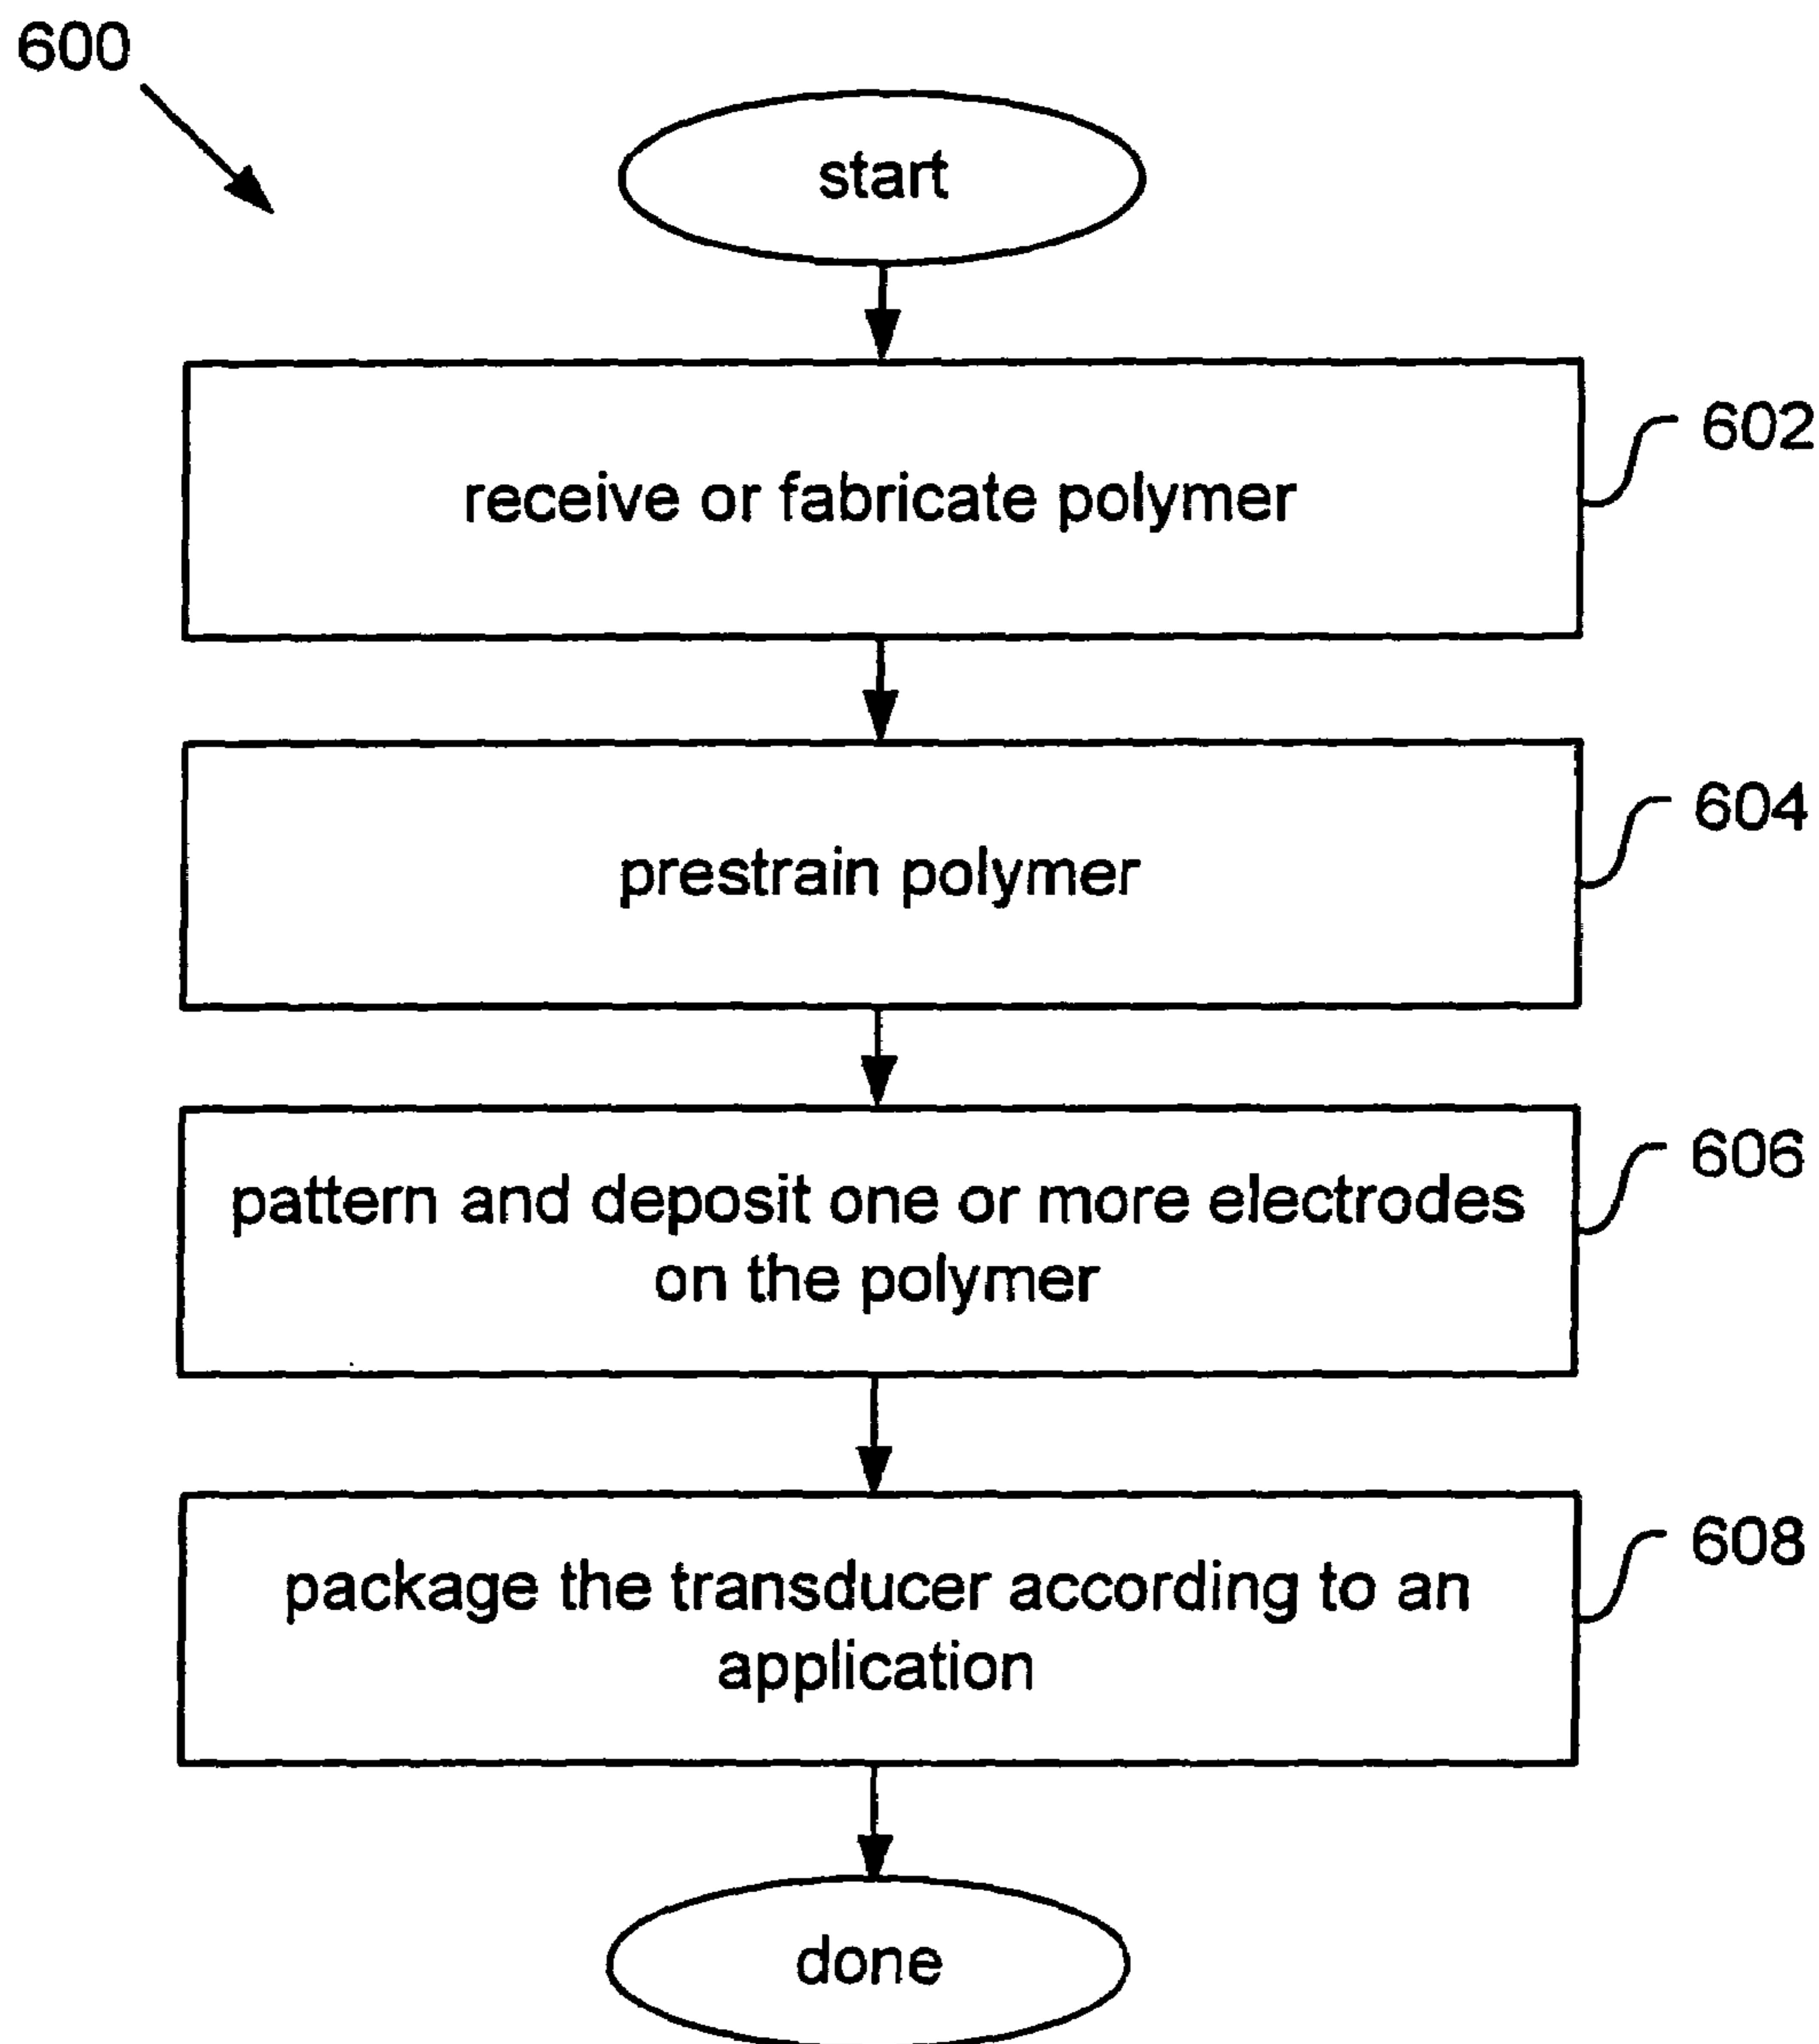 600
start
receive or fabricate polymer
602
prestrain polymer
604
pattern and deposit one or more electrodes
on the polymer
606
package the transducer according to an
application
608
done